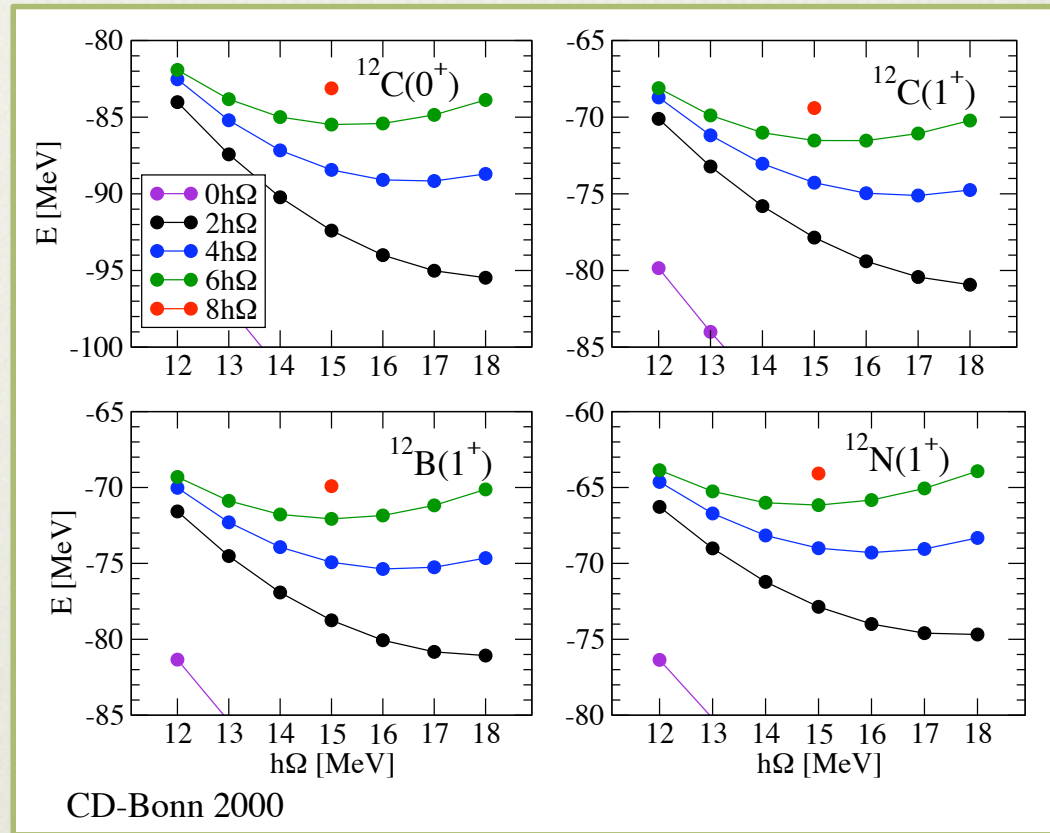 ¹²C(0⁺)
E [MeV]
-80
-85
-90
-95
-100
12 13 14 15 16 17 18
0hΩ
2hΩ
4hΩ
6hΩ
8hΩ
¹²C(1⁺)
-65
-70
-75
-80
-85
12 13 14 15 16 17 18
¹²B(1⁺)
E [MeV]
-65
-70
-75
-80
-85
12 13 14 15 16 17 18
hΩ [MeV]
¹²N(1⁺)
-60
-65
-70
-75
-80
12 13 14 15 16 17 18
hΩ [MeV]
CD-Bonn 2000